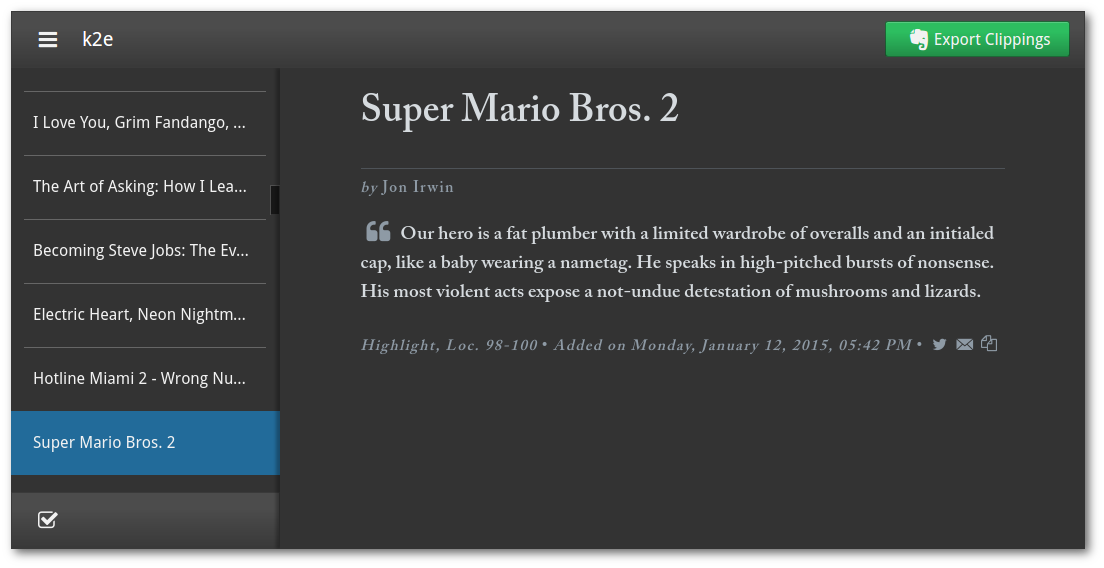 k2e
Export Clippings
I Love You, Grim Fandango, ...
The Art of Asking: How I Lea...
Becoming Steve Jobs: The Ev...
Electric Heart, Neon Nightm...
Hotline Miami 2 - Wrong Nu...
Super Mario Bros. 2
Super Mario Bros. 2
by Jon Irwin
“ Our hero is a fat plumber with a limited wardrobe of overalls and an initialed
cap, like a baby wearing a nametag. He speaks in high-pitched bursts of nonsense.
His most violent acts expose a not-undue detestation of mushrooms and lizards.
Highlight, Loc. 98-100 • Added on Monday, January 12, 2015, 05:42 PM •